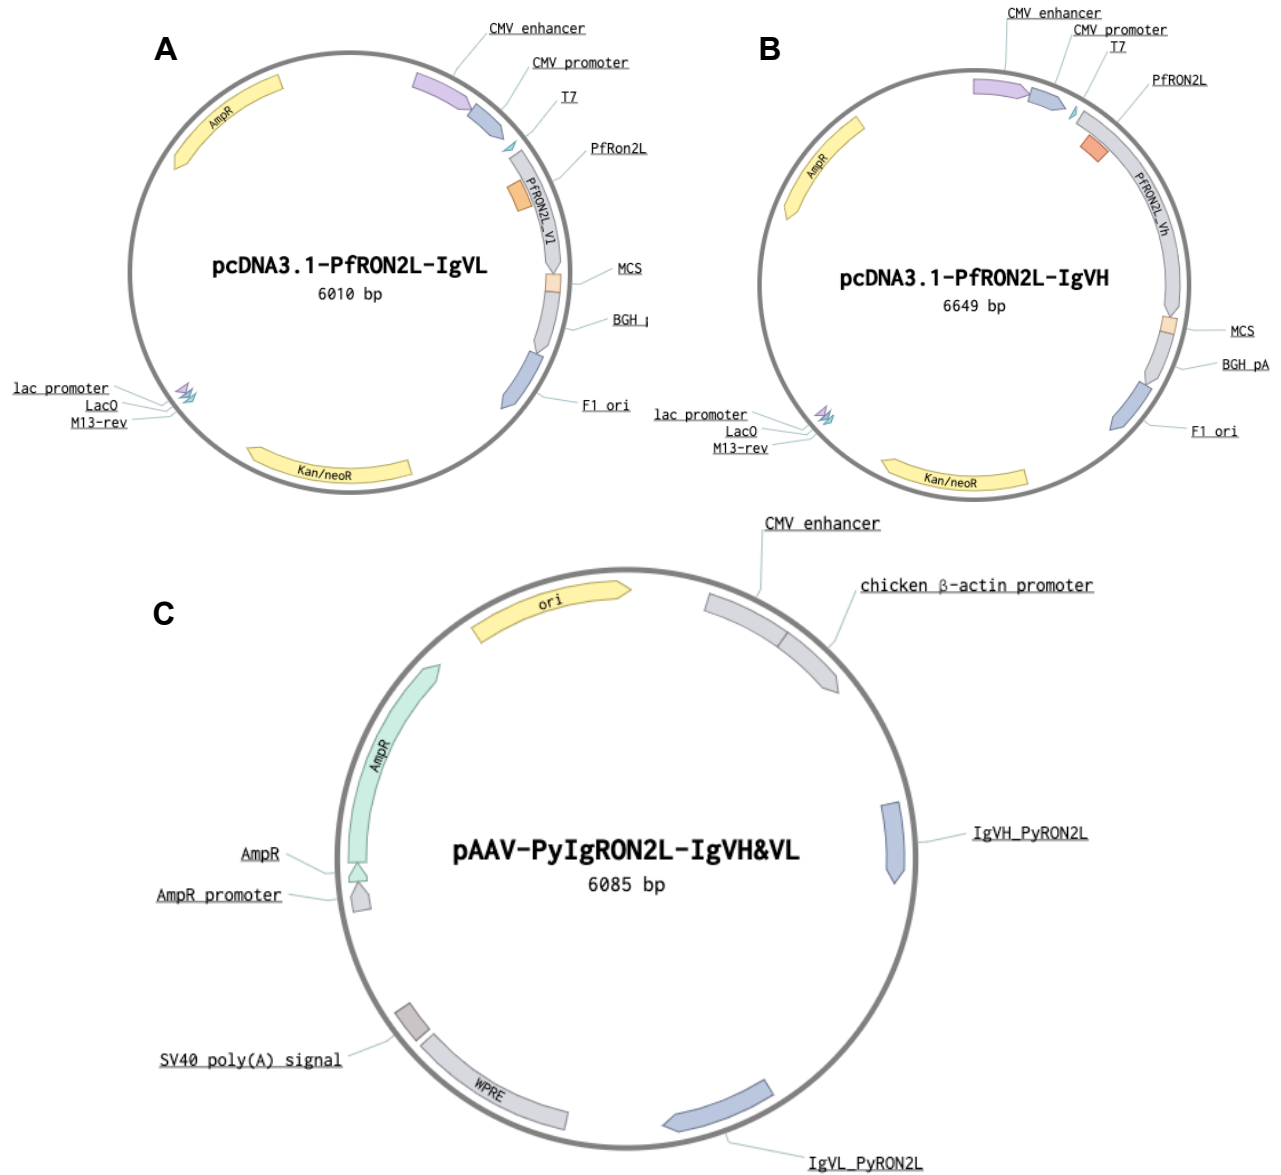 A
CMV enhancer
CMV promoter
T7
PfRon2L
AmpR
PfRON2L_Vl
pcDNA3.1-PfRON2L-IgVL
6010 bp
MCS
BGH p
F1 ori
lac promoter
LacO
M13-rev
Kan/neoR
B
CMV enhancer
CMV promoter
T7
PfRON2L
AmpR
PfRON2L_Vh
pcDNA3.1-PfRON2L-IgVH
6649 bp
MCS
BGH pA
F1 ori
lac promoter
LacO
M13-rev
Kan/neoR
C
CMV enhancer
chicken β-actin promoter
ori
AmpR
IgVH_PyRON2L
pAAV-PyIgRON2L-IgVH&VL
6085 bp
AmpR
AmpR promoter
SV40 poly(A) signal
WPRE
IgVL_PyRON2L